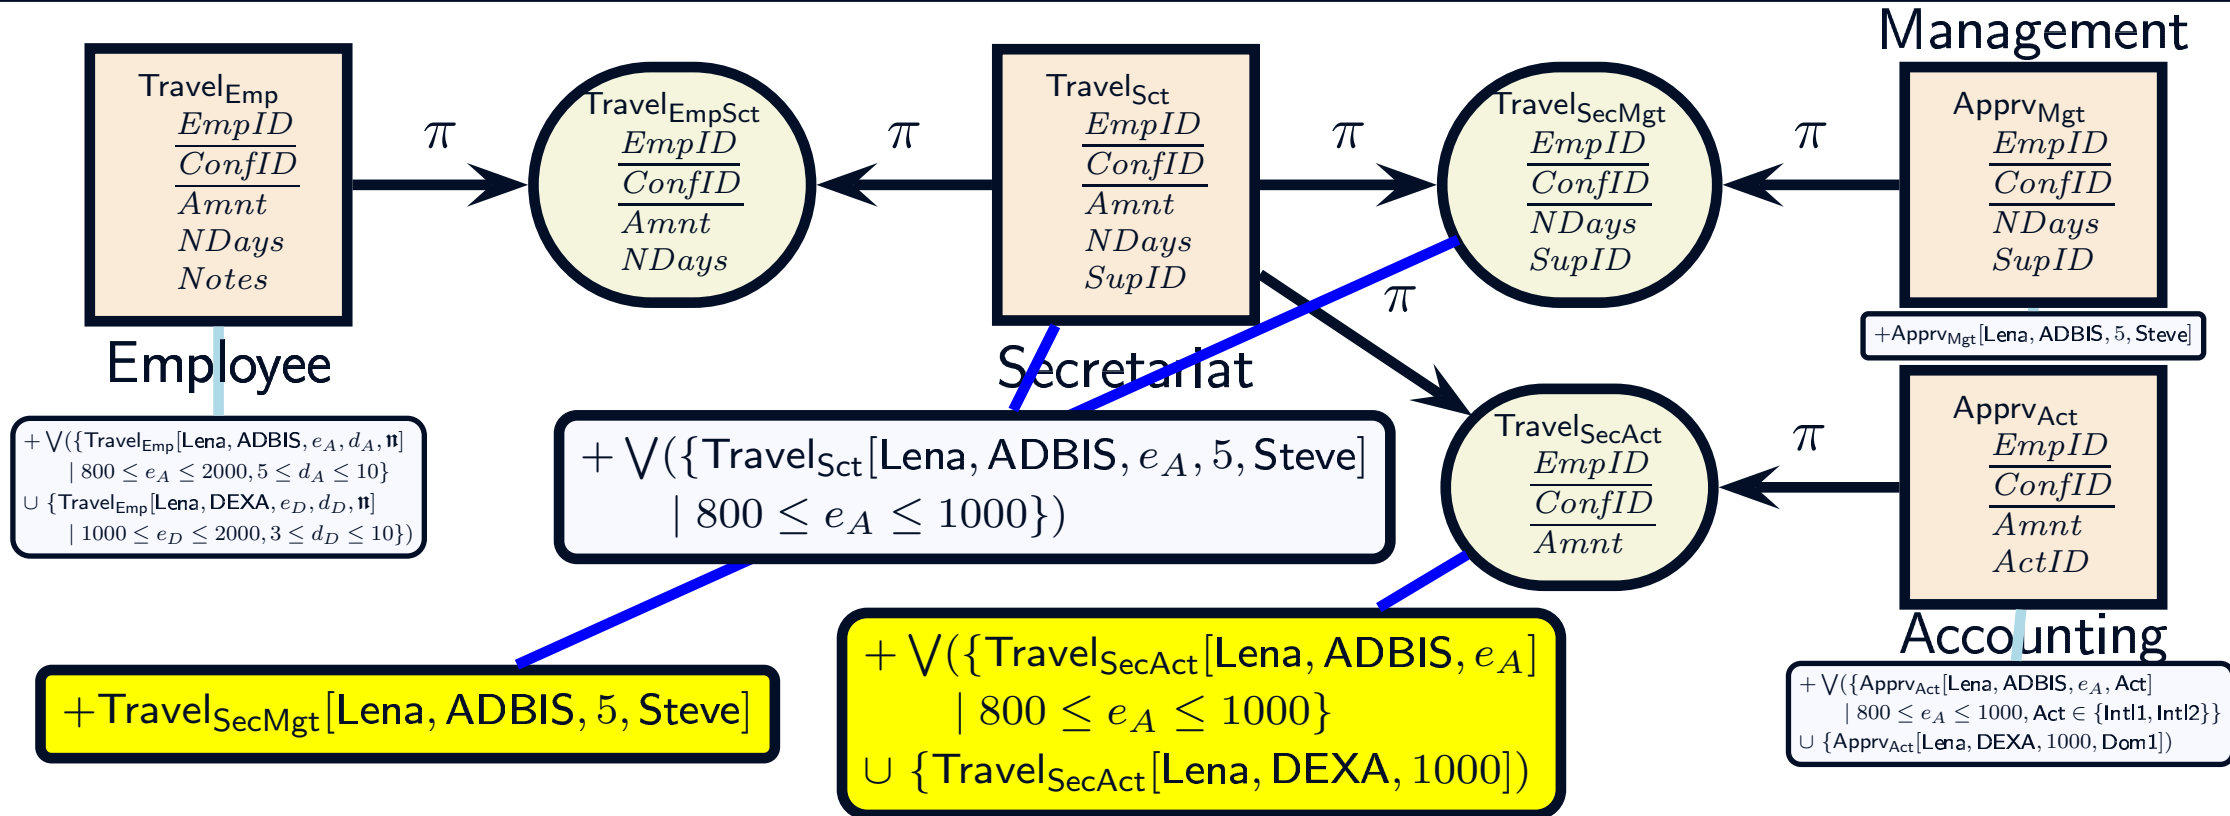 Management
Travel_Emp
EmpID
ConfID
Amnt
NDays
Notes
Employee
π
Travel_EmpSct
EmpID
ConfID
Amnt
NDays
π
Travel_Sct
EmpID
ConfID
Amnt
NDays
SupID
Secretariat
π
π
Travel_SecMgt
EmpID
ConfID
NDays
SupID
π
Apprv_Mgt
EmpID
ConfID
NDays
SupID
+Apprv_Mgt[Lena, ADBIS, 5, Steve]
Travel_SecAct
EmpID
ConfID
Amnt
π
Apprv_Act
EmpID
ConfID
Amnt
ActID
Accounting
+ ⋁({Travel_Emp[Lena, ADBIS, e_A, d_A, 𝖓]
| 800 ≤ e_A ≤ 2000, 5 ≤ d_A ≤ 10}
∪ {Travel_Emp[Lena, DEXA, e_D, d_D, 𝖓]
| 1000 ≤ e_D ≤ 2000, 3 ≤ d_D ≤ 10})
+ ⋁({Travel_Sct[Lena, ADBIS, e_A, 5, Steve]
| 800 ≤ e_A ≤ 1000})
+Travel_SecMgt[Lena, ADBIS, 5, Steve]
+ ⋁({Travel_SecAct[Lena, ADBIS, e_A]
| 800 ≤ e_A ≤ 1000}
∪ {Travel_SecAct[Lena, DEXA, 1000])
+ ⋁({Apprv_Act[Lena, ADBIS, e_A, Act]
| 800 ≤ e_A ≤ 1000, Act ∈ {Intl1, Intl2}}
∪ {Apprv_Act[Lena, DEXA, 1000, Dom1])